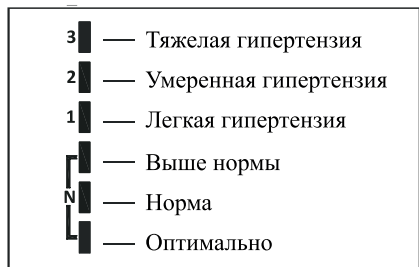 3 — Тяжелая гипертензия
2 — Умеренная гипертензия
1 — Легкая гипертензия
— Выше нормы
N — Норма
— Оптимально